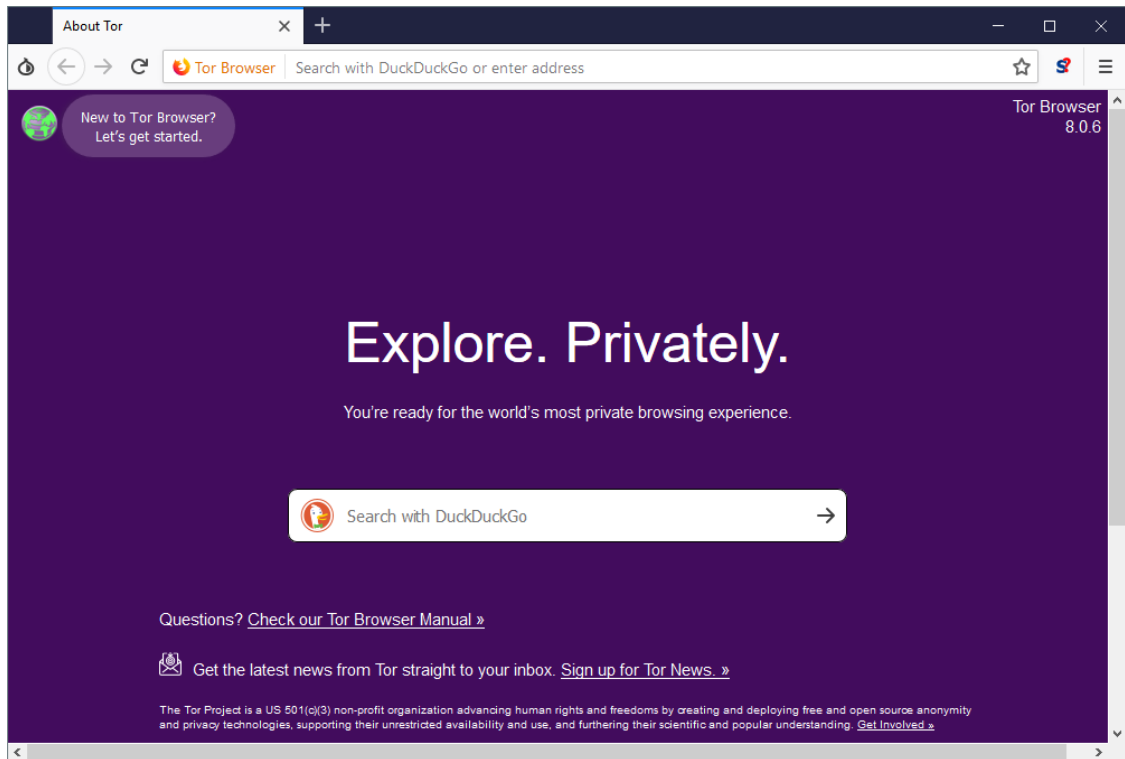 About Tor
Tor Browser
Search with DuckDuckGo or enter address
New to Tor Browser?
Let's get started.
Tor Browser
8.0.6
Explore. Privately.
You're ready for the world's most private browsing experience.
Search with DuckDuckGo
Questions? Check our Tor Browser Manual »
Get the latest news from Tor straight to your inbox. Sign up for Tor News. »
The Tor Project is a US 501(c)(3) non-profit organization advancing human rights and freedoms by creating and deploying free and open source anonymity
and privacy technologies, supporting their unrestricted availability and use, and furthering their scientific and popular understanding. Get Involved »